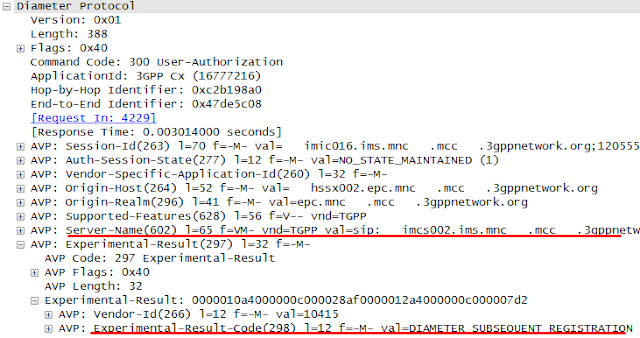 Diameter Protocol
Version: 0x01
Length: 388
Flags: 0x40
Command Code: 300 User-Authorization
ApplicationId: 3GPP Cx (16777216)
Hop-by-Hop Identifier: 0xc2b198a0
End-to-End Identifier: 0x47de5c08
[Request In: 4229]
[Response Time: 0.003014000 seconds]
AVP: Session-Id(263) l=70 f=-M- val= imic016.ims.mnc .mcc .3gppnetwork.org;120555
AVP: Auth-Session-State(277) l=12 f=-M- val=NO_STATE_MAINTAINED (1)
AVP: Vendor-Specific-Application-Id(260) l=32 f=-M-
AVP: Origin-Host(264) l=52 f=-M- val= hssx002.epc.mnc .mcc .3gppnetwork.org
AVP: Origin-Realm(296) l=41 f=-M- val=epc.mnc .mcc .3gppnetwork.org
AVP: Supported-Features(628) l=56 f=V-- vnd=TGPP
AVP: Server-Name(602) l=65 f=VM- vnd=TGPP val=sip: imcs002.ims.mnc .mcc .3gppnetw
AVP: Experimental-Result(297) l=32 f=-M-
AVP Code: 297 Experimental-Result
AVP Flags: 0x40
AVP Length: 32
Experimental-Result: 0000010a4000000c000028af0000012a4000000c000007d2
AVP: Vendor-Id(266) l=12 f=-M- val=10415
AVP: Experimental-Result-Code(298) l=12 f=-M- val=DIAMETER_SUBSEQUENT_REGISTRATION